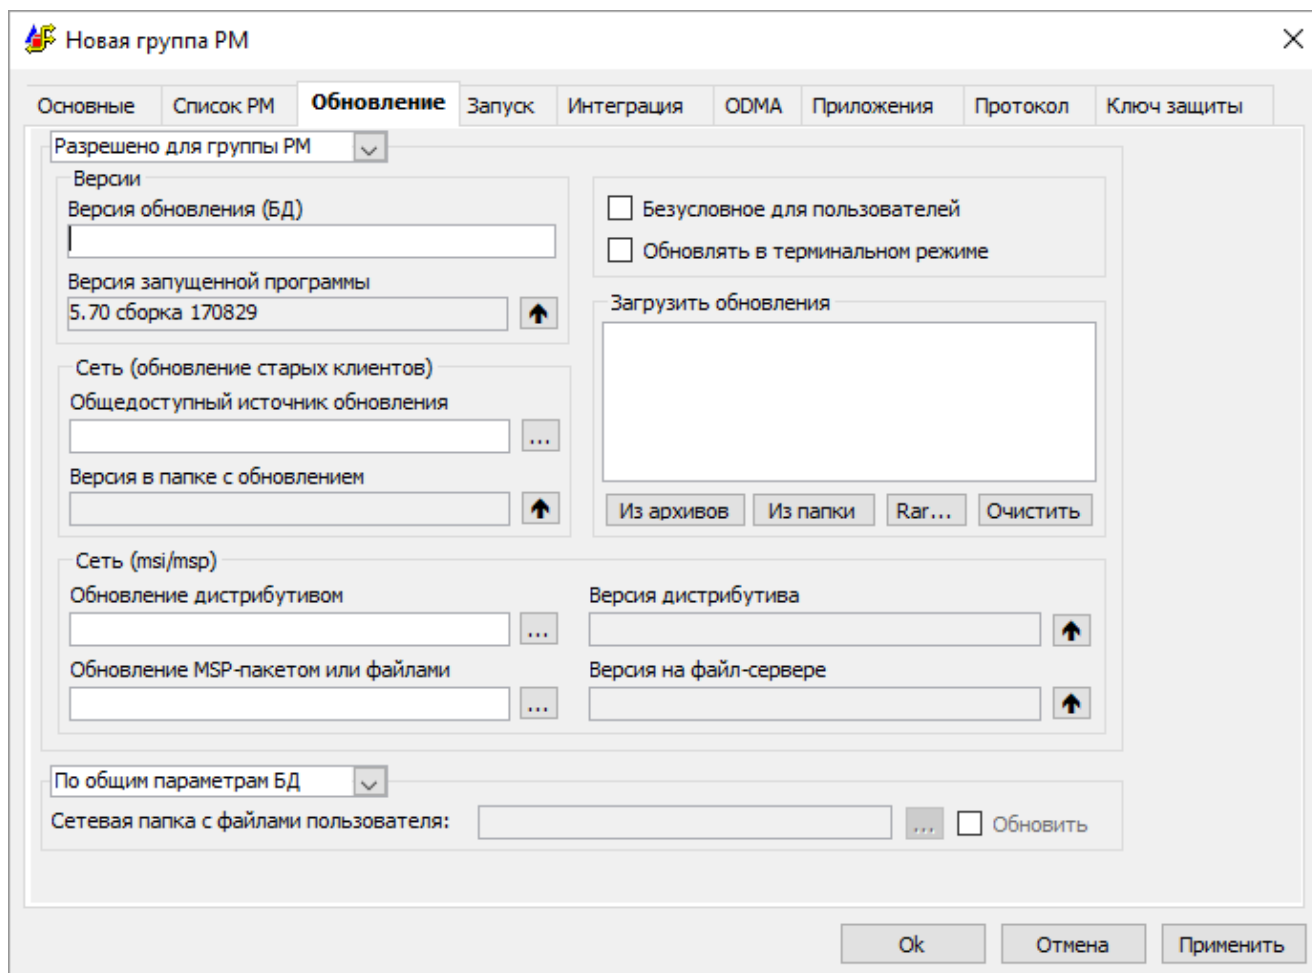 Новая группа РМ
Основные Список РМ Обновление Запуск Интеграция ODMA Приложения Протокол Ключ защиты
Разрешено для группы РМ
Версии
Версия обновления (БД)
Версия запущенной программы
5.70 сборка 170829
Безусловное для пользователей
Обновлять в терминальном режиме
Загрузить обновления
Из архивов Из папки Rar... Очистить
Сеть (обновление старых клиентов)
Общедоступный источник обновления
...
Версия в папке с обновлением
Сеть (msi/msp)
Обновление дистрибутивом
...
Версия дистрибутива
Обновление MSP-пакетом или файлами
...
Версия на файл-сервере
По общим параметрам БД
Сетевая папка с файлами пользователя: ... Обновить
Ok Отмена Применить